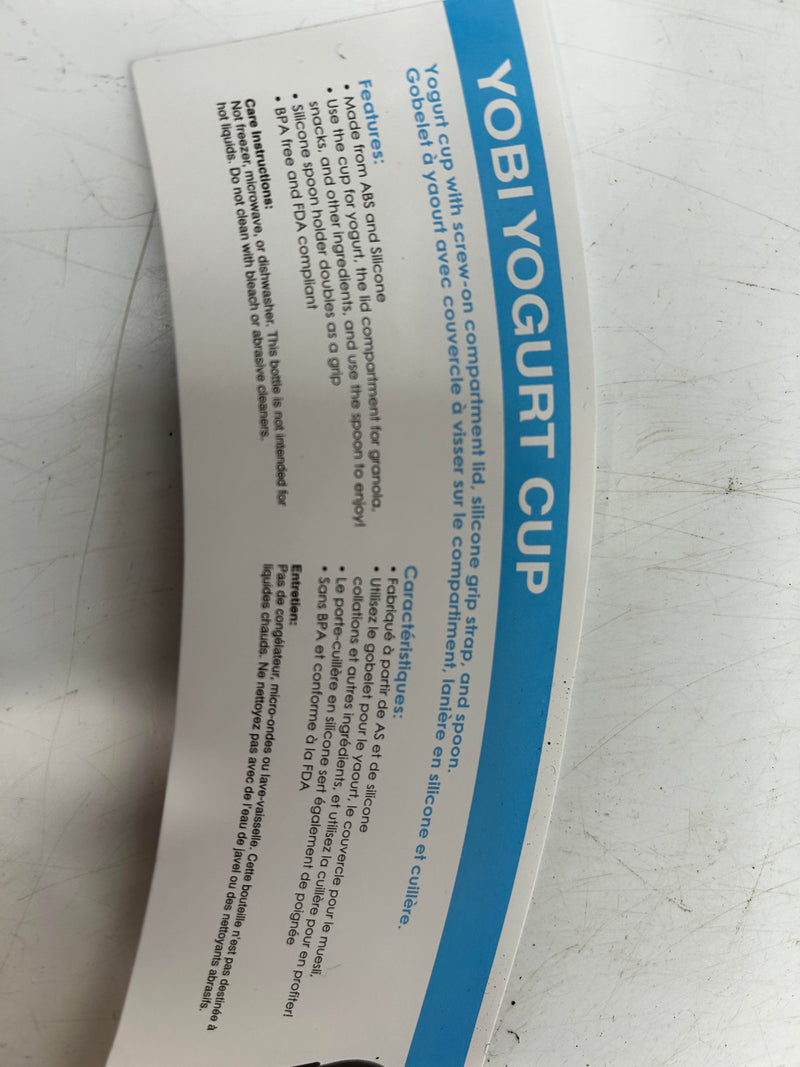 YOBI YOGURT CUP
Yogurt cup with screw-on compartment lid, silicone grip strap, and spoon.
Gobelet à yaourt avec couvercle à visser sur le compartiment, lanière en silicone et cuillère.
Features:
• Made from ABS and Silicone
• Use the cup for yogurt, the lid compartment for granola,
snacks, and other ingredients, and use the spoon to enjoy!
• Silicone spoon holder doubles as a grip
• BPA free and FDA compliant
Care Instructions:
Not freezer, microwave, or dishwasher. This bottle is not intended for
hot liquids. Do not clean with bleach or abrasive cleaners.
Caractéristiques:
• Fabriqué à partir de AS et de silicone
• Utilisez le gobelet pour le yaourt, le couvercle pour le muesli,
collations et autres ingrédients, et utilisez la cuillère pour en profiter!
• Le porte-cuillère en silicone sert également de poignée
• Sans BPA et conforme à la FDA
Entretien:
Pas de congélateur, micro-ondes ou lave-vaisselle. Cette bouteille n'est pas destinée à
liquides chauds. Ne nettoyez pas avec de l'eau de javel ou des nettoyants abrasifs.